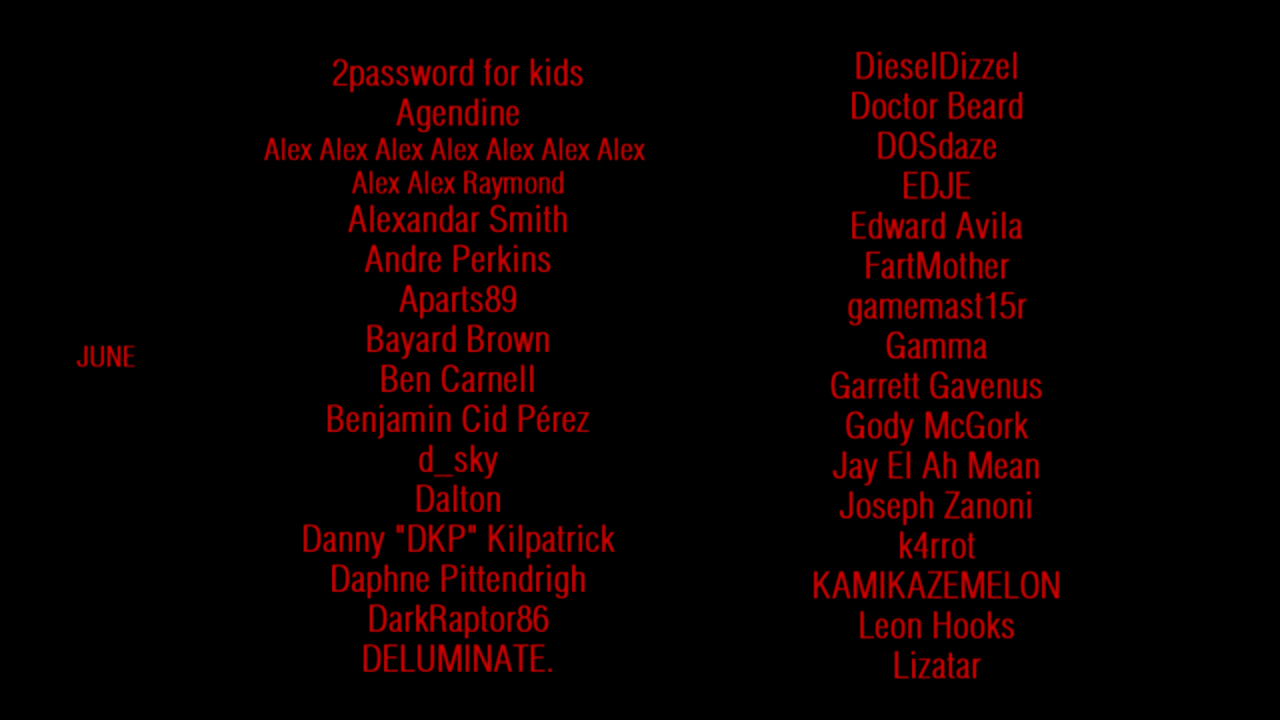 JUNE
2password for kids
Agendine
Alex Alex Alex Alex Alex Alex Alex
Alex Alex Raymond
Alexandar Smith
Andre Perkins
Aparts89
Bayard Brown
Ben Carnell
Benjamin Cid Pérez
d_sky
Dalton
Danny "DKP" Kilpatrick
Daphne Pittendrigh
DarkRaptor86
DELUMINATE.
DieselDizzel
Doctor Beard
DOSdaze
EDJE
Edward Avila
FartMother
gamemast15r
Gamma
Garrett Gavenus
Gody McGork
Jay El Ah Mean
Joseph Zanoni
k4rrot
KAMIKAZEMELON
Leon Hooks
Lizatar